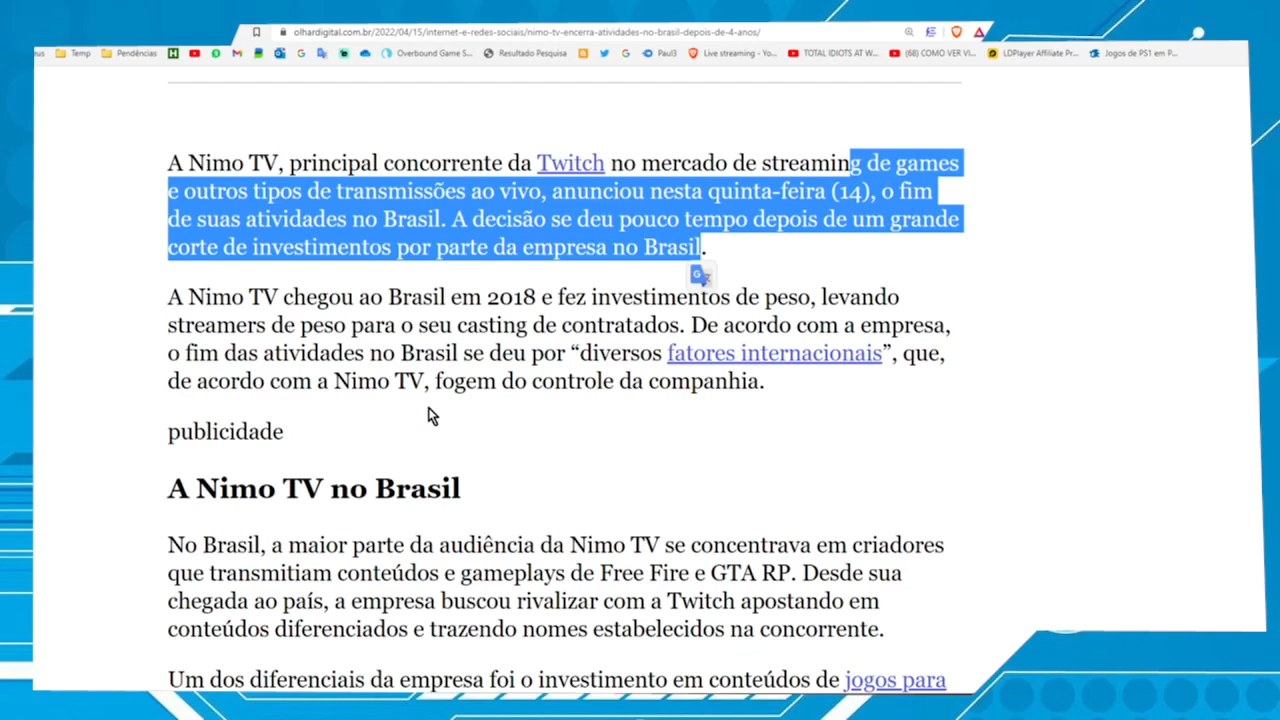 olhardigital.com.br/2022/04/15/internet-e-redes-sociais/nimo-tv-encerra-atividades-no-brasil-depois-de-4-anos/
Temp Pendências Overbound Game S... Resultado Pesquisa Paul3 Live streaming - Yo... TOTAL IDIOTS AT W... (68) COMO VER VI... LDPlayer Affiliate Pr... Jogos de PS1 em P...
A Nimo TV, principal concorrente da Twitch no mercado de streaming de games
e outros tipos de transmissões ao vivo, anunciou nesta quinta-feira (14), o fim
de suas atividades no Brasil. A decisão se deu pouco tempo depois de um grande
corte de investimentos por parte da empresa no Brasil.
A Nimo TV chegou ao Brasil em 2018 e fez investimentos de peso, levando
streamers de peso para o seu casting de contratados. De acordo com a empresa,
o fim das atividades no Brasil se deu por “diversos fatores internacionais”, que,
de acordo com a Nimo TV, fogem do controle da companhia.
publicidade
A Nimo TV no Brasil
No Brasil, a maior parte da audiência da Nimo TV se concentrava em criadores
que transmitiam conteúdos e gameplays de Free Fire e GTA RP. Desde sua
chegada ao país, a empresa buscou rivalizar com a Twitch apostando em
conteúdos diferenciados e trazendo nomes estabelecidos na concorrente.
Um dos diferenciais da empresa foi o investimento em conteúdos de jogos para